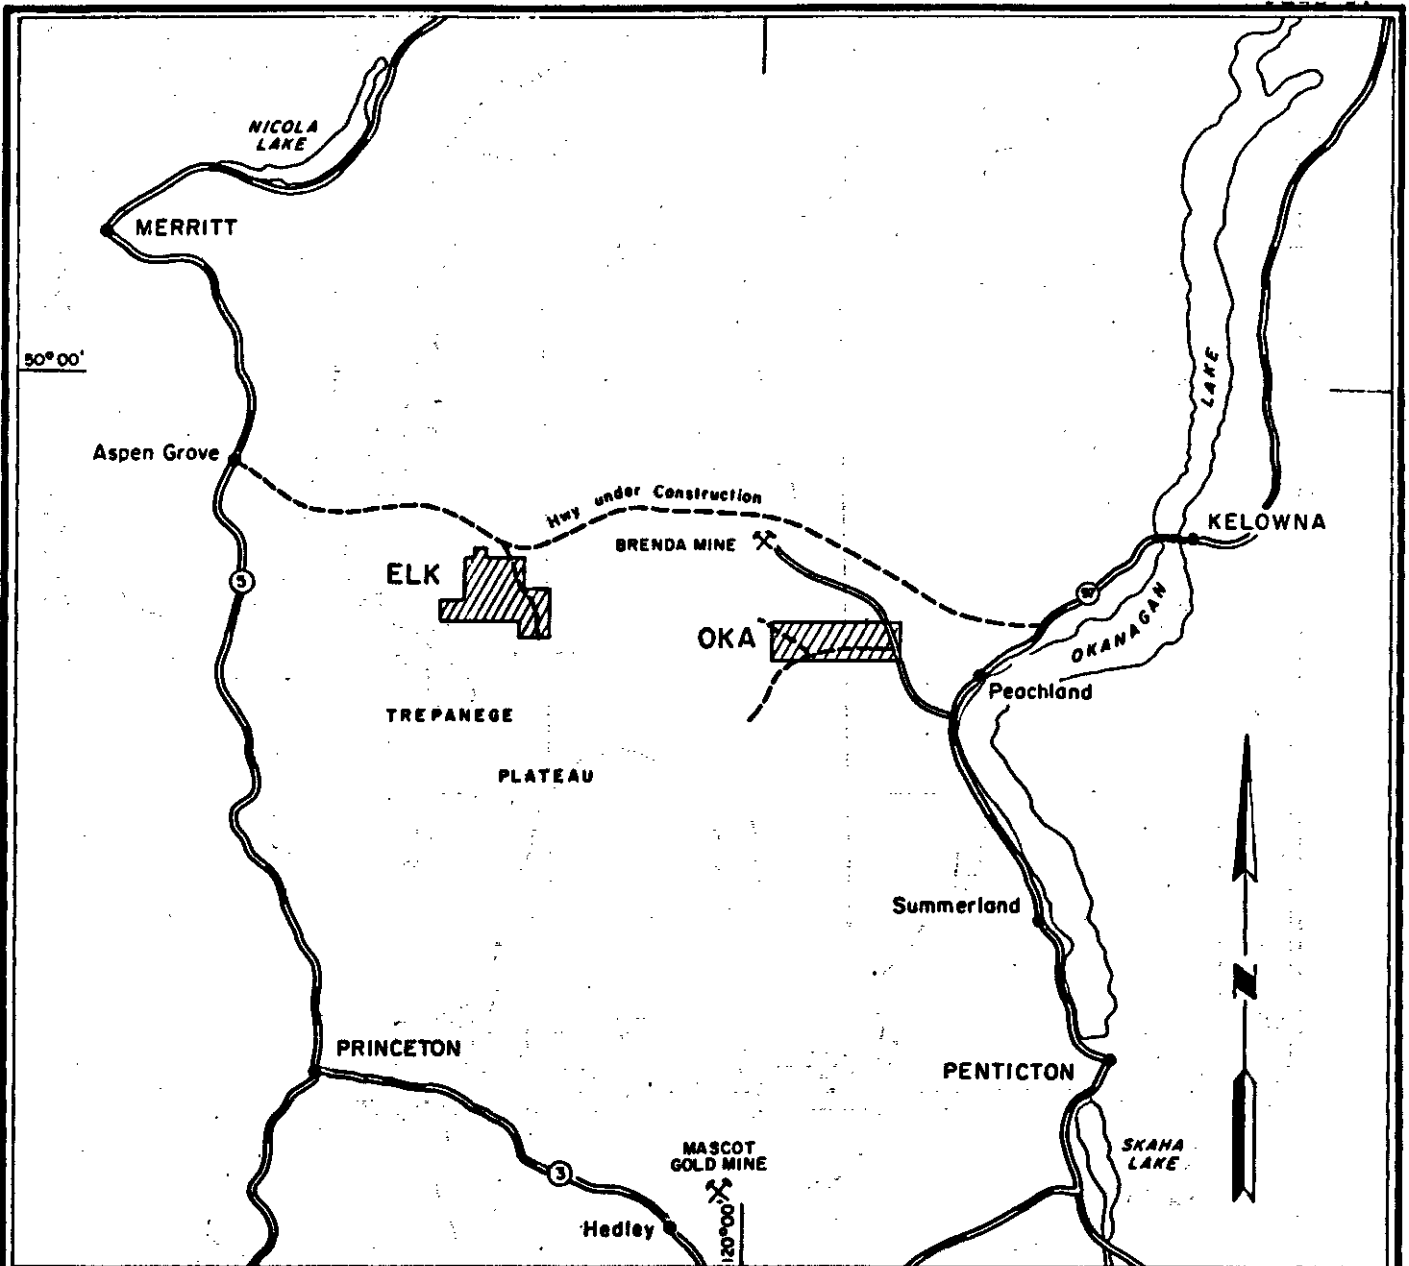 NICOLA
LAKE
MERRITT
50°00'
LAKE
Aspen Grove
Hwy under Construction
KELOWNA
BRENDA MINE
ELK
5
97
OKANAGAN
OKA
Peachland
TREPANEGE
PLATEAU
Summerland
N
PRINCETON
PENTICTON
MASCOT
GOLD MINE
SKAHA
LAKE
3
Hedley
120°00'